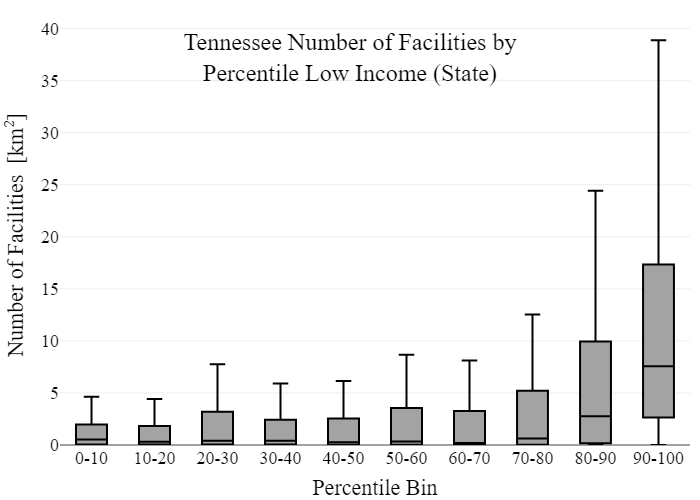 Tennessee Number of Facilities by
Percentile Low Income (State)
Number of Facilities [km²]
40
35
30
25
20
15
10
5
0
0-10 10-20 20-30 30-40 40-50 50-60 60-70 70-80 80-90 90-100
Percentile Bin